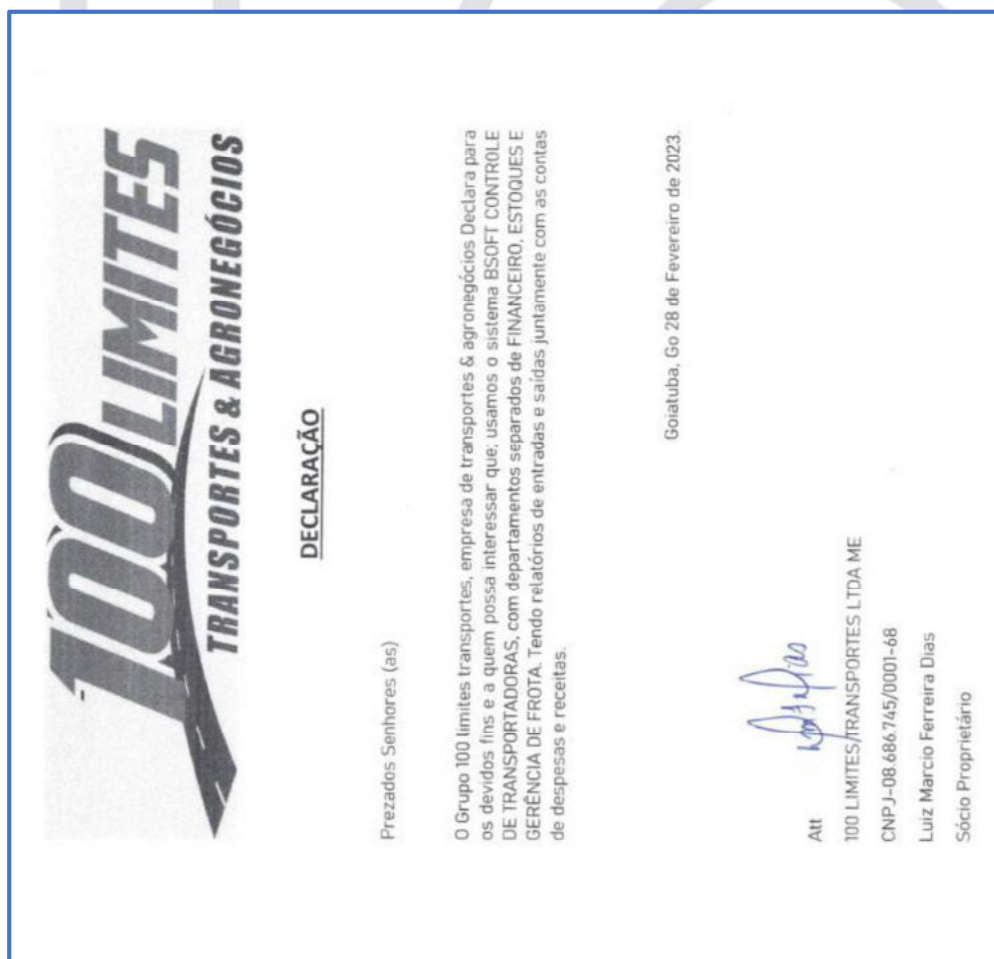 100 LIMITES
TRANSPORTES & AGRONEGÓCIOS
DECLARAÇÃO
Prezados Senhores (as)
O Grupo 100 limites transportes, empresa de transportes & agronegócios Declara para
os devidos fins e a quem possa interessar que; usamos o sistema BSOFT CONTROLE
DE TRANSPORTADORAS, com departamentos separados de FINANCEIRO, ESTOQUES E
GERÊNCIA DE FROTA. Tendo relatórios de entradas e saídas juntamente com as contas
de despesas e receitas.
Goiatuba, Go 28 de Fevereiro de 2023.
Att
100 LIMITES TRANSPORTES LTDA ME
CNPJ-08.686.745/0001-68
Luiz Marcio Ferreira Dias
Sócio Proprietário